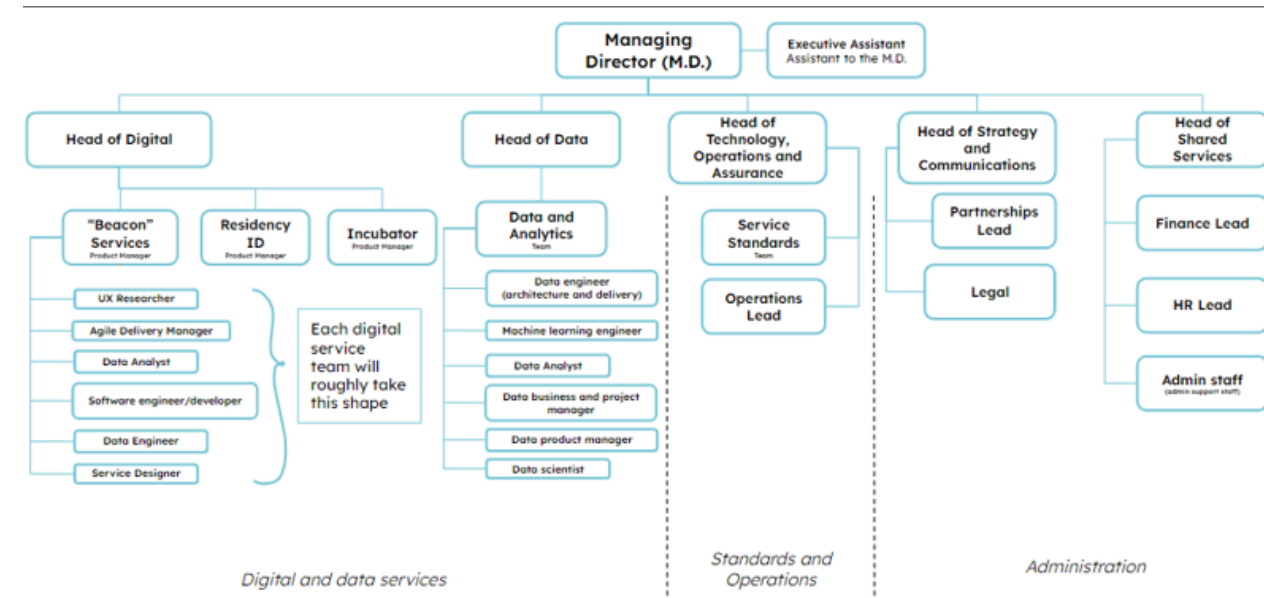 Managing
Director (M.D.)
Executive Assistant
Assistant to the M.D.
Head of Digital
Head of Data
Head of
Technology,
Operations and
Assurance
Head of Strategy
and
Communications
Head of
Shared
Services
“Beacon”
Services
Product Manager
Residency
ID
Product Manager
Incubator
Product Manager
Data and
Analytics
Team
Service
Standards
Team
Operations
Lead
Partnerships
Lead
Legal
Finance Lead
HR Lead
Admin staff
(admin support staff)
UX Researcher
Agile Delivery Manager
Data Analyst
Software engineer/developer
Data Engineer
Service Designer
Each digital
service
team will
roughly take
this shape
Data engineer
(architecture and delivery)
Machine learning engineer
Data Analyst
Data business and project
manager
Data product manager
Data scientist
Digital and data services
Standards and
Operations
Administration